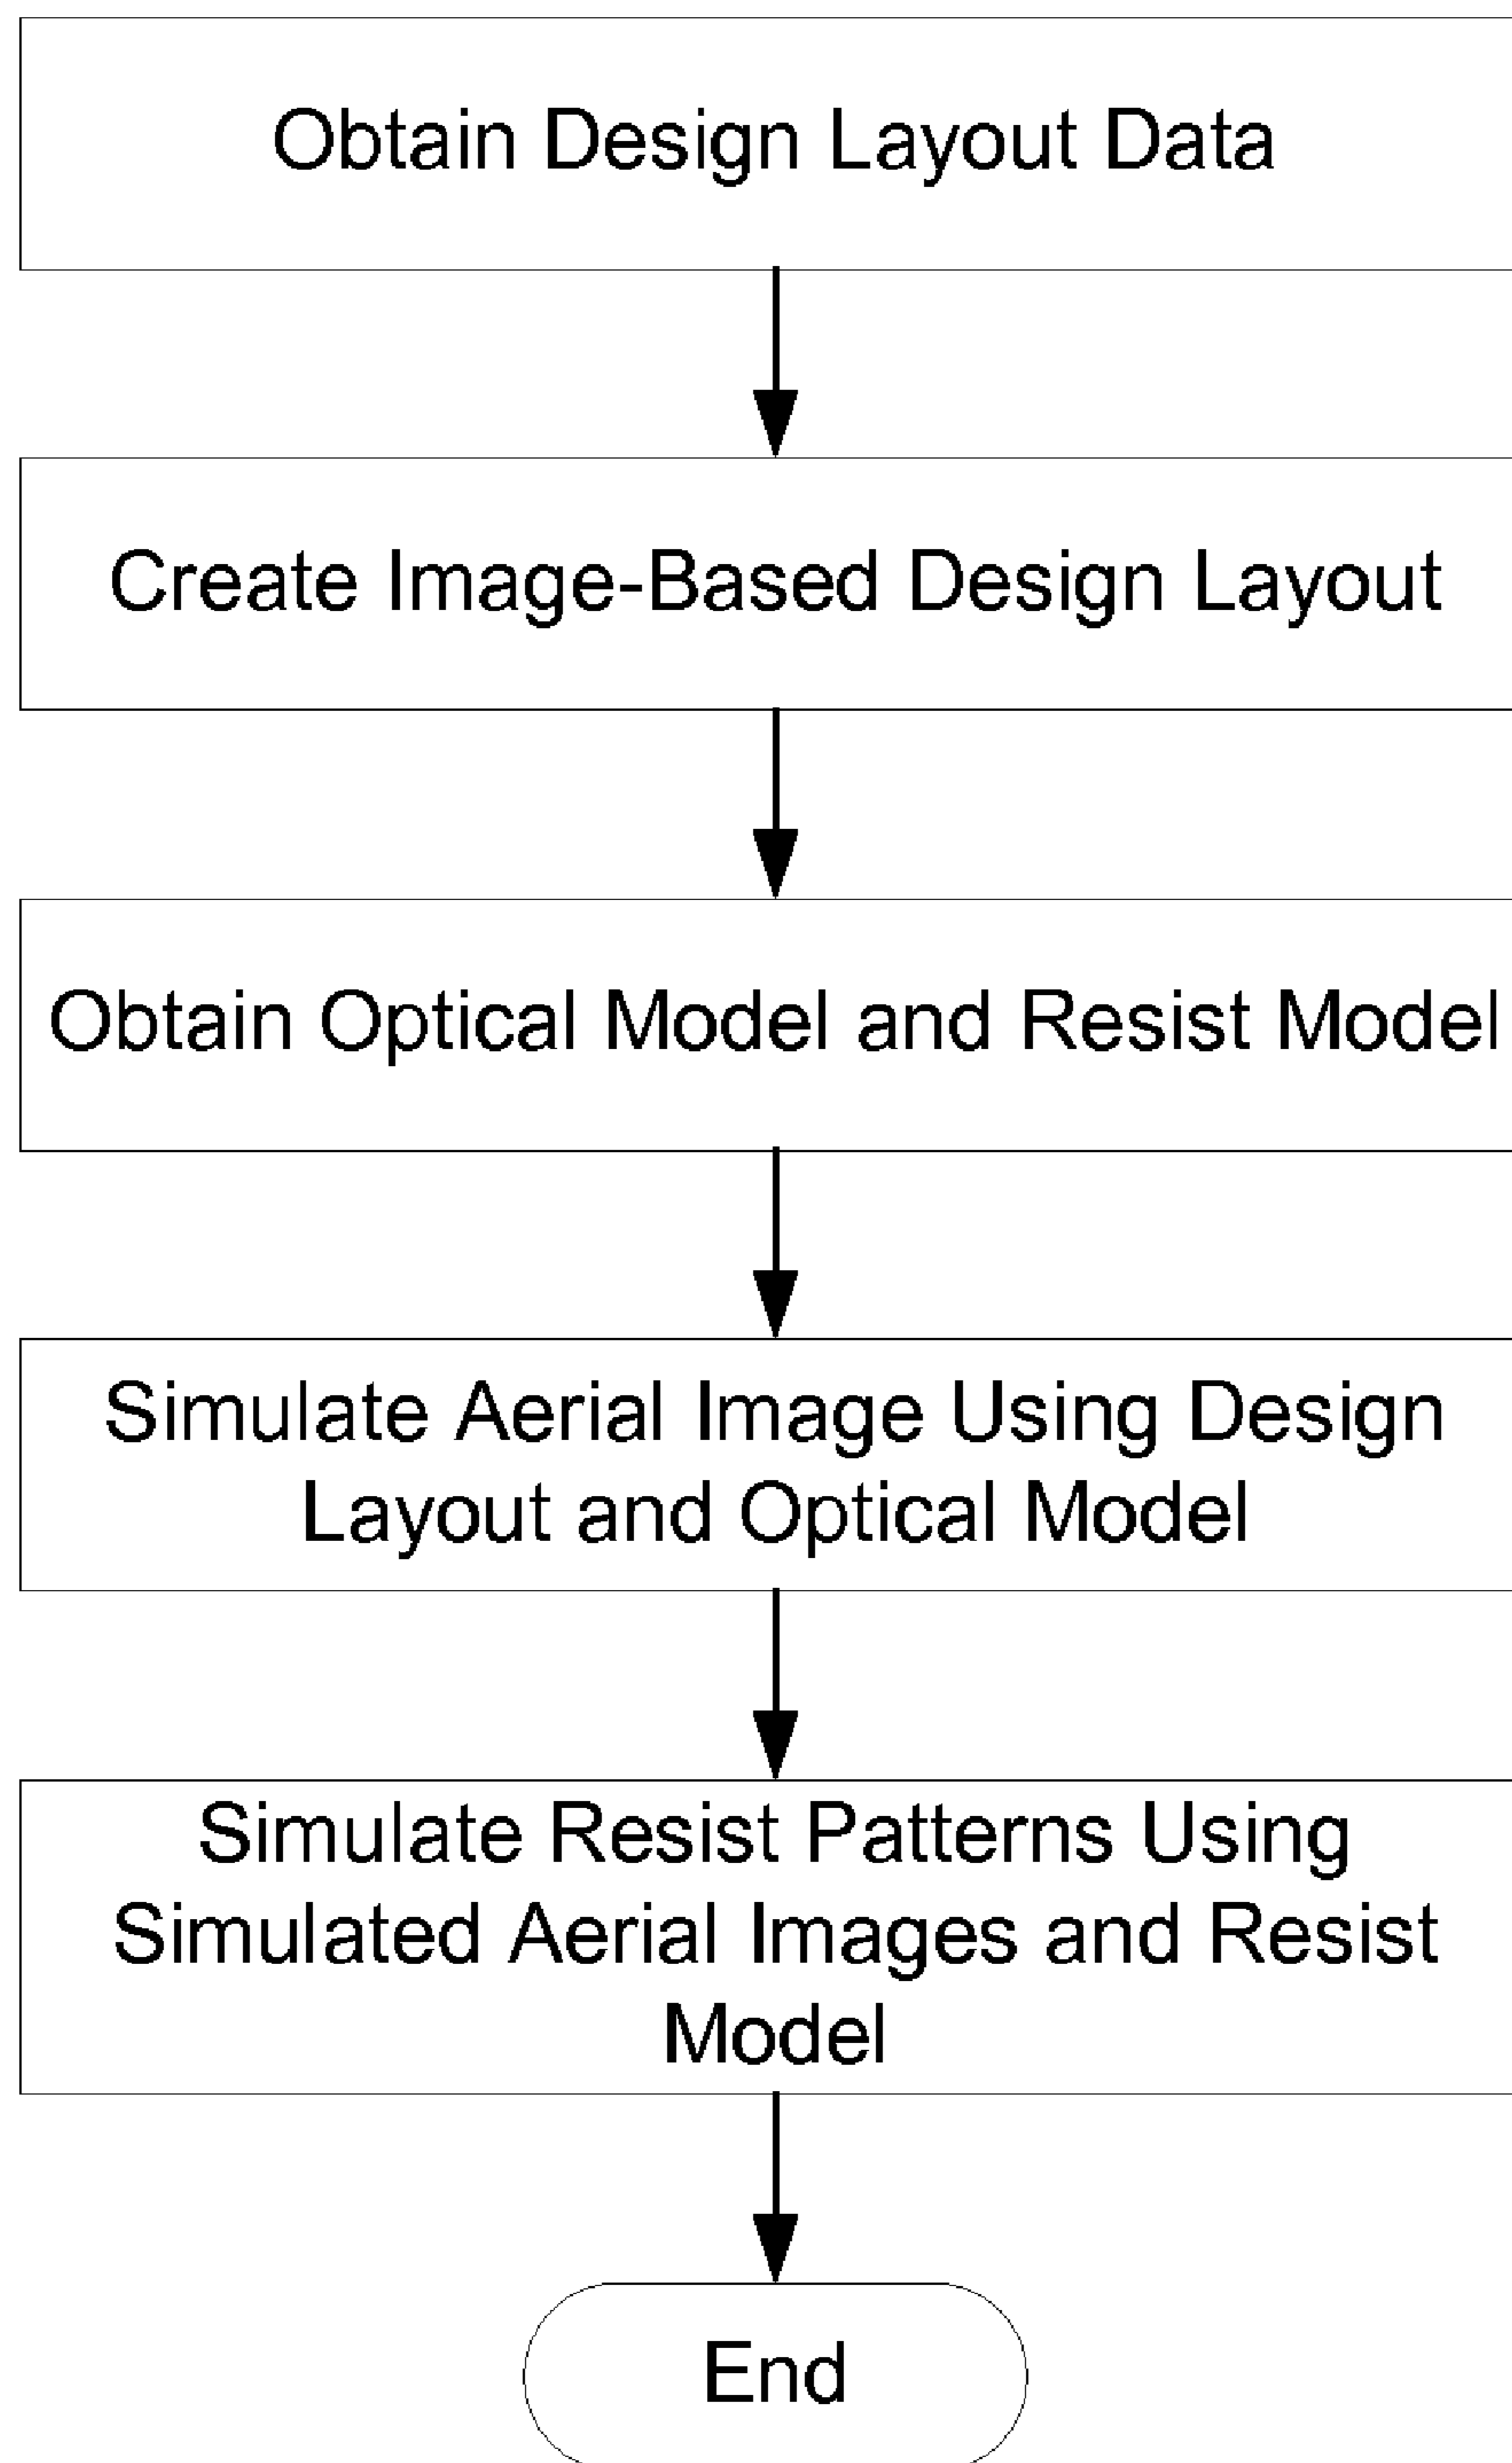 Obtain Design Layout Data
Create Image-Based Design Layout
Obtain Optical Model and Resist Model
Simulate Aerial Image Using Design
Layout and Optical Model
Simulate Resist Patterns Using
Simulated Aerial Images and Resist
Model
End